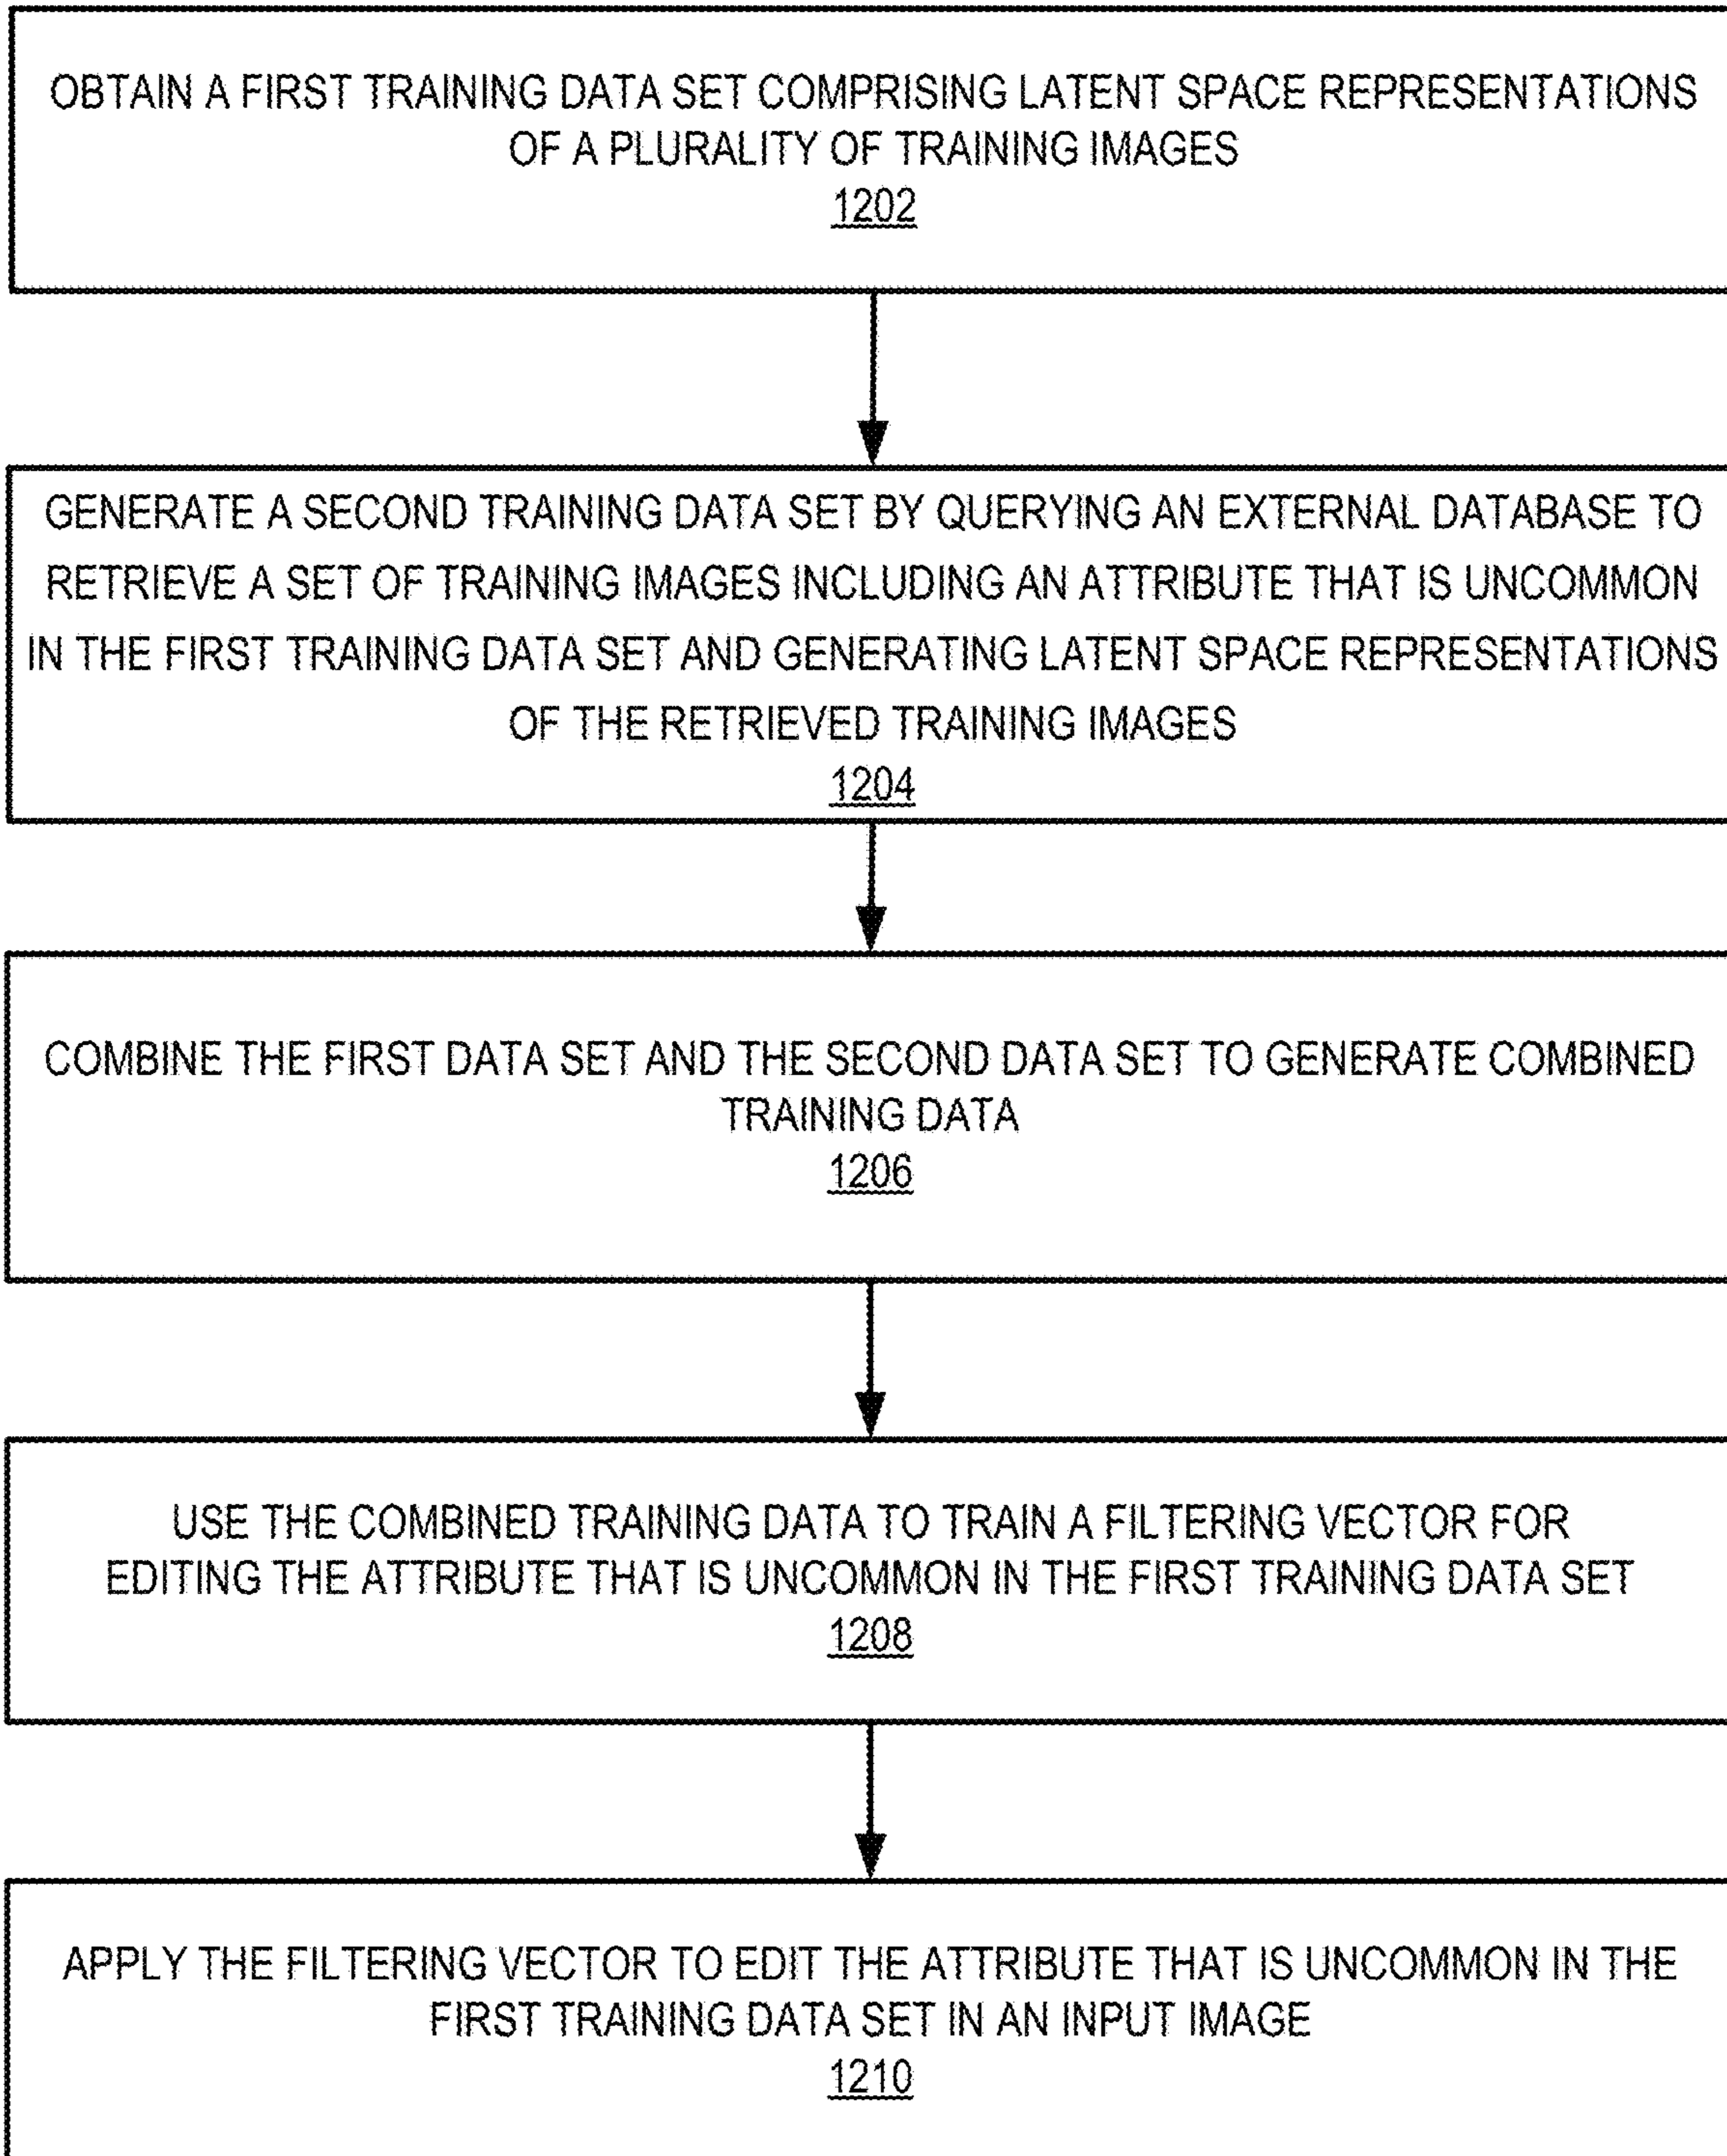 OBTAIN A FIRST TRAINING DATA SET COMPRISING LATENT SPACE REPRESENTATIONS
OF A PLURALITY OF TRAINING IMAGES
1202
GENERATE A SECOND TRAINING DATA SET BY QUERYING AN EXTERNAL DATABASE TO
RETRIEVE A SET OF TRAINING IMAGES INCLUDING AN ATTRIBUTE THAT IS UNCOMMON
IN THE FIRST TRAINING DATA SET AND GENERATING LATENT SPACE REPRESENTATIONS
OF THE RETRIEVED TRAINING IMAGES
1204
COMBINE THE FIRST DATA SET AND THE SECOND DATA SET TO GENERATE COMBINED
TRAINING DATA
1206
USE THE COMBINED TRAINING DATA TO TRAIN A FILTERING VECTOR FOR
EDITING THE ATTRIBUTE THAT IS UNCOMMON IN THE FIRST TRAINING DATA SET
1208
APPLY THE FILTERING VECTOR TO EDIT THE ATTRIBUTE THAT IS UNCOMMON IN THE
FIRST TRAINING DATA SET IN AN INPUT IMAGE
1210